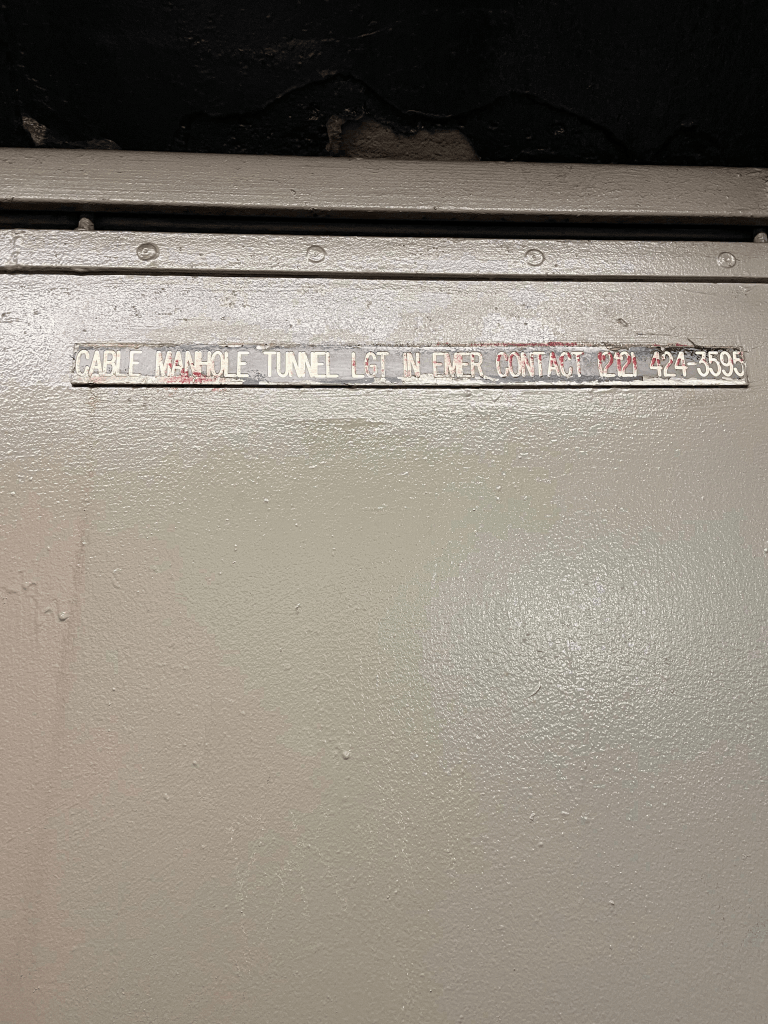 CABLE MANHOLE TUNNEL LGT IN EMER CONTACT (212) 424-3595